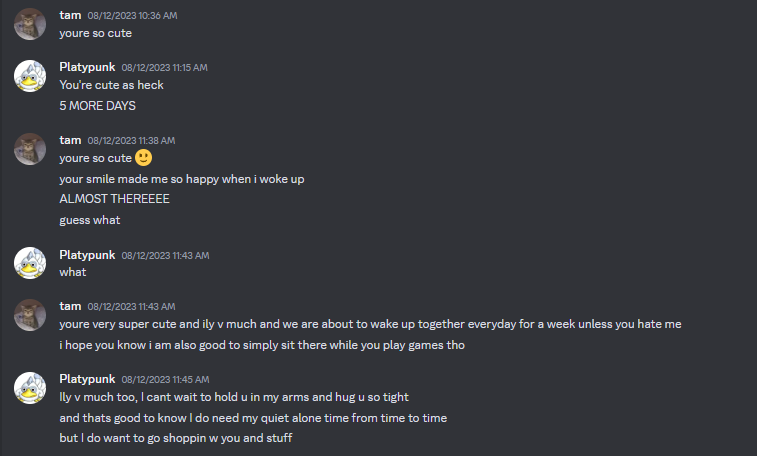 tam 08/12/2023 10:36 AM
youre so cute
Platypunk 08/12/2023 11:15 AM
You're cute as heck
5 MORE DAYS
tam 08/12/2023 11:38 AM
youre so cute 🙂
your smile made me so happy when i woke up
ALMOST THEREEEE
guess what
Platypunk 08/12/2023 11:43 AM
what
tam 08/12/2023 11:43 AM
youre very super cute and ily v much and we are about to wake up together everyday for a week unless you hate me
i hope you know i am also good to simply sit there while you play games tho
Platypunk 08/12/2023 11:45 AM
Ily v much too, I cant wait to hold u in my arms and hug u so tight
and thats good to know I do need my quiet alone time from time to time
but I do want to go shoppin w you and stuff